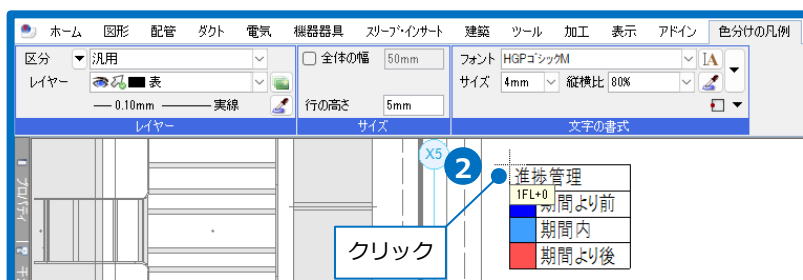 ホーム 図形 配管 ダクト 電気 機器器具 スリーブ・インサート 建築 ツール 加工 表示 アドイン 色分けの凡例
区分 汎用 全体の幅 50mm フォント HGPゴシックM
レイヤー 表 サイズ 4mm 縦横比 80%
0.10mm 実線 行の高さ 5mm
レイヤー サイズ 文字の書式
X5
2
進捗管理
1FL+0
期間より前
期間内
期間より後
クリック
プロパティ